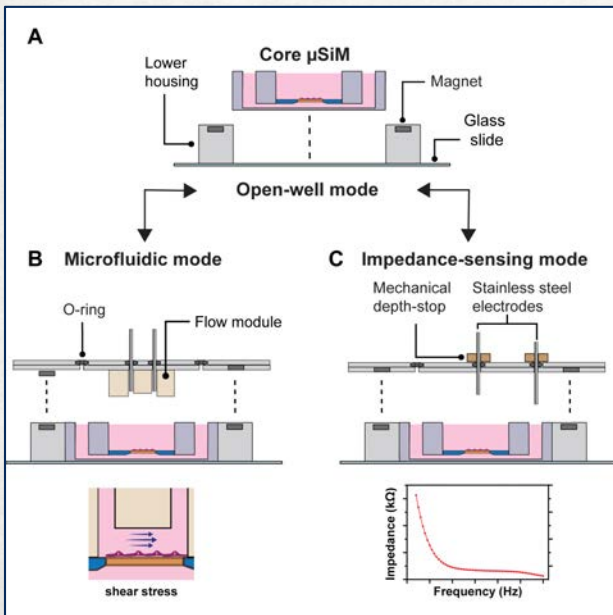 A
Core µSiM
Lower
housing
Magnet
Glass
slide
Open-well mode
B
Microfluidic mode
O-ring
Flow module
shear stress
C
Impedance-sensing mode
Mechanical
depth-stop
Stainless steel
electrodes
Impedance (kΩ)
Frequency (Hz)